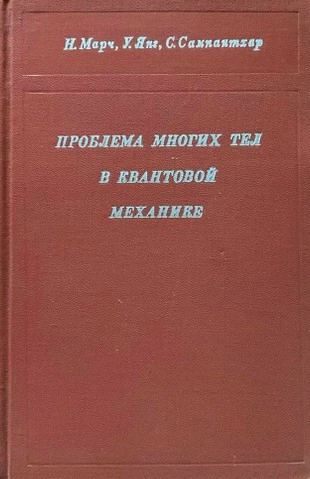 Н. Марч, У. Янг, С. Сампантхар
ПРОБЛЕМА МНОГИХ ТЕЛ
В КВАНТОВОЙ
МЕХАНИКЕ